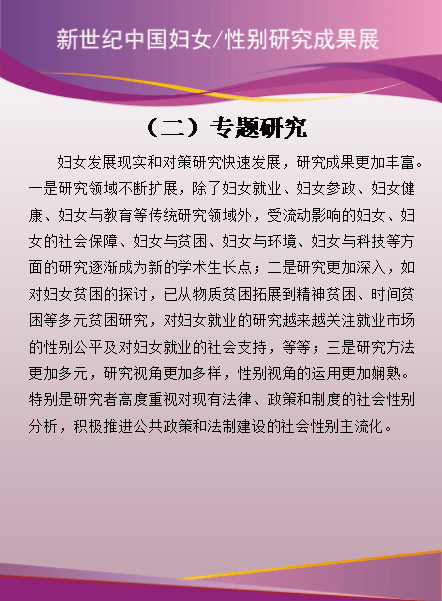 新世纪中国妇女/性别研究成果展
（二）专题研究
妇女发展现实和对策研究快速发展，研究成果更加丰富。
一是研究领域不断扩展，除了妇女就业、妇女参政、妇女健
康、妇女与教育等传统研究领域外，受流动影响的妇女、妇
女的社会保障、妇女与贫困、妇女与环境、妇女与科技等方
面的研究逐渐成为新的学术生长点；二是研究更加深入，如
对妇女贫困的探讨，已从物质贫困拓展到精神贫困、时间贫
困等多元贫困研究，对妇女就业的研究越来越关注就业市场
的性别公平及对妇女就业的社会支持，等等；三是研究方法
更加多元，研究视角更加多样，性别视角的运用更加娴熟。
特别是研究者高度重视对现有法律、政策和制度的社会性别
分析，积极推进公共政策和法制建设的社会性别主流化。